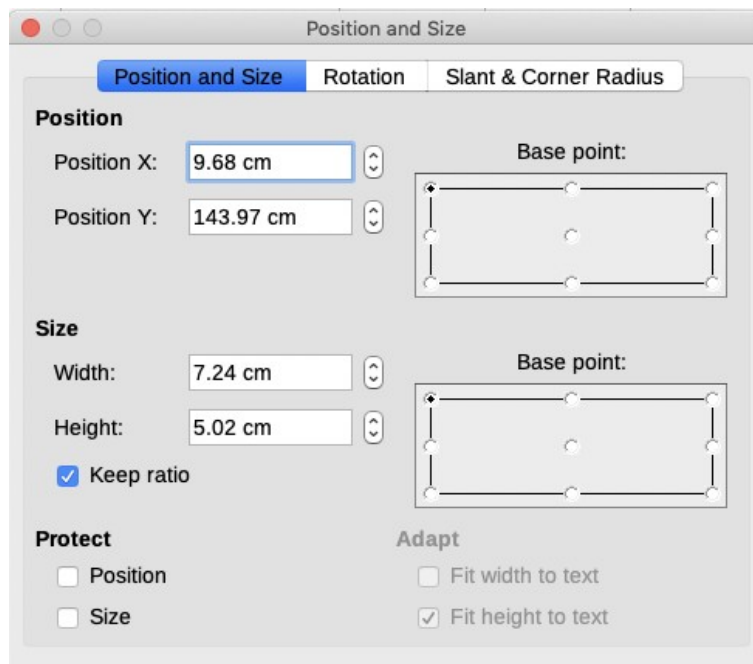 Position and Size
Position and Size Rotation Slant & Corner Radius
Position
Position X: 9.68 cm
Base point:
Position Y: 143.97 cm
Size
Width: 7.24 cm
Base point:
Height: 5.02 cm
Keep ratio
Protect
Adapt
Position
Fit width to text
Size
Fit height to text